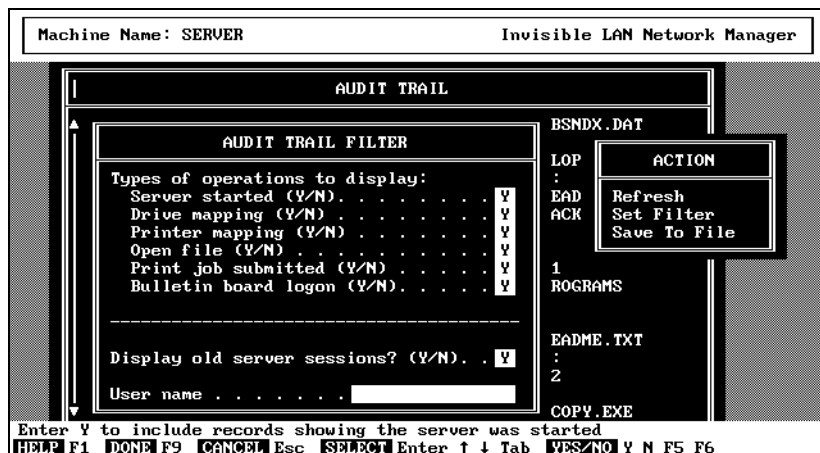 Machine Name: SERVER Invisible LAN Network Manager
AUDIT TRAIL
BSNDX.DAT
AUDIT TRAIL FILTER
LOP
ACTION
Types of operations to display:
:
Server started (Y/N). . . . . . . . Y
EAD
Refresh
Drive mapping (Y/N) . . . . . . . . Y
ACK
Set Filter
Printer mapping (Y/N) . . . . . . . Y
Save To File
Open file (Y/N) . . . . . . . . . . Y
Print job submitted (Y/N) . . . . . Y
1
Bulletin board logon (Y/N). . . . . Y
ROGRAMS
EADME.TXT
Display old server sessions? (Y/N). . Y
:
2
User name . . . . . . .
COPY.EXE
Enter Y to include records showing the server was started
HELP F1 DONE F9 CANCEL Esc SELECT Enter ↑ ↓ Tab YES/NO Y N F5 F6